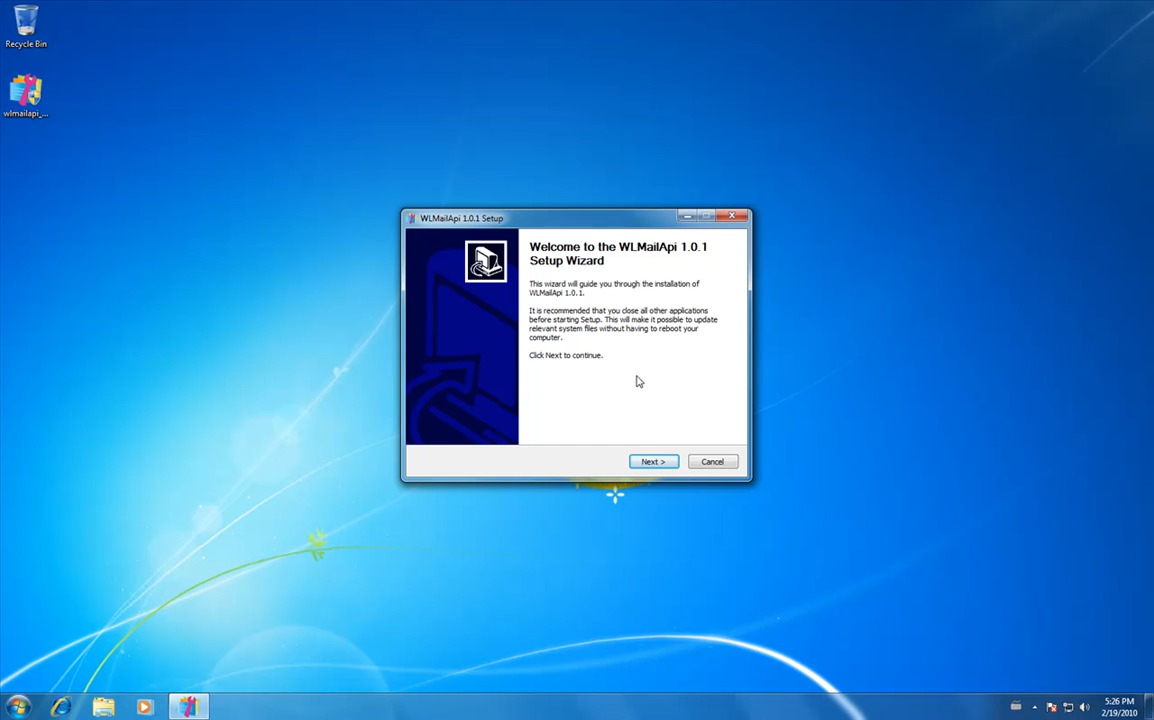 Recycle Bin
wlmailapi_...
WLMailApi 1.0.1 Setup
Welcome to the WLMailApi 1.0.1
Setup Wizard
This wizard will guide you through the installation of
WLMailApi 1.0.1.
It is recommended that you close all other applications
before starting Setup. This will make it possible to update
relevant system files without having to reboot your
computer.
Click Next to continue.
Next >
Cancel
5:26 PM
2/19/2010